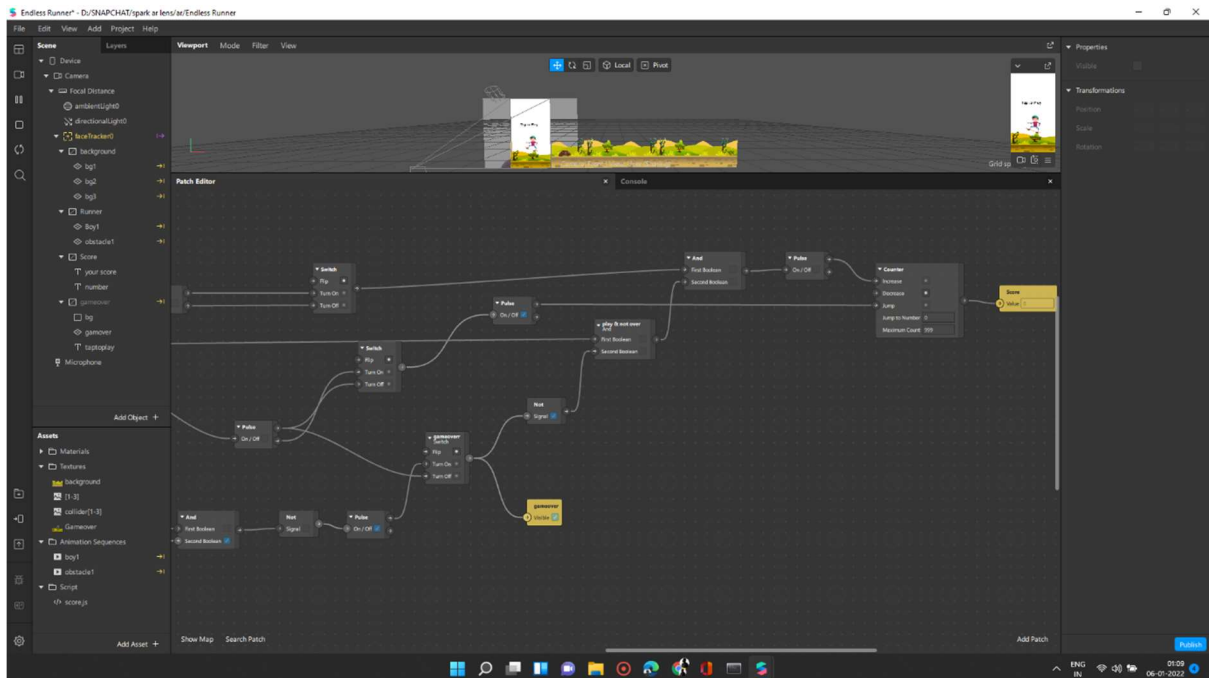 Endless Runner* - D:/SNAPCHAT/spark ar lens/ar/Endless Runner
File Edit View Add Project Help
Scene Layers
Device
Camera
Focal Distance
ambientLight0
directionalLight0
faceTracker0
background
bg1
bg2
bg3
Runner
Boy1
obstacle1
Score
your score
number
gameover
bg
gamover
taptoplay
Microphone
Add Object +
Assets
Materials
Textures
background
[1-3]
collider[1-3]
Gameover
Animation Sequences
boy1
obstacle1
Script
score.js
Add Asset +
Viewport Mode Filter View
Local Pivot
Grid sp
Patch Editor
Console
Switch
Flip
Turn On
Turn Off
Pulse
On / Off
Switch
Flip
Turn On
Turn Off
Pulse
On / Off
And
First Boolean
Second Boolean
Not
Signal
Pulse
On / Off
gameover
Switch
Flip
Turn On
Turn Off
Not
Signal
gameover
Visible
play & not over
And
First Boolean
Second Boolean
And
First Boolean
Second Boolean
Pulse
On / Off
Counter
Increase
Decrease
Jump
Jump to Number 0
Maximum Count 999
Score
Value
Show Map Search Patch
Add Patch
Properties
Visible
Transformations
Position
Scale
Rotation
Publish
ENG
IN
01:09
06-01-2022